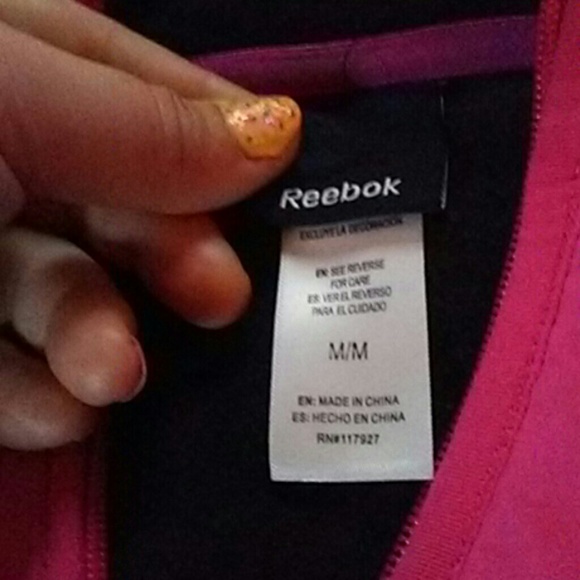 Reebok
EXCLUYE LA DECORACIÓN
EN: SEE REVERSE
FOR CARE
ES: VER EL REVERSO
PARA EL CUIDADO
M/M
EN: MADE IN CHINA
ES: HECHO EN CHINA
RN#117927